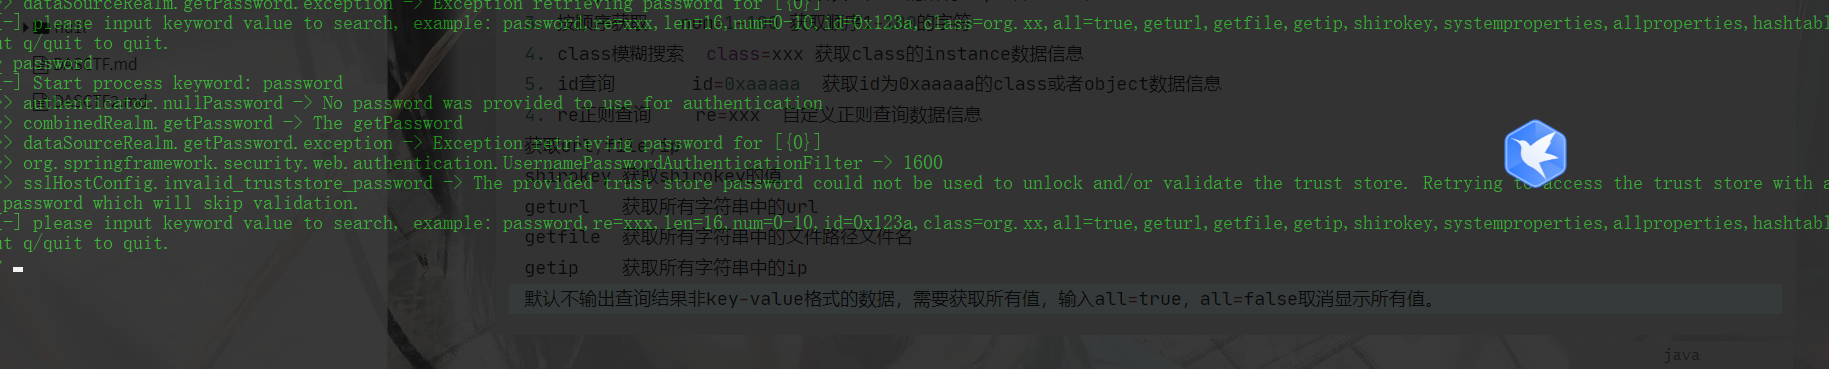 > dataSourceRealm.getPassword.exception -> Exception retrieving password for [{0}]
[-] please input keyword value to search, example: password,re=xxx,len=16,num=0-10,id=0x123a,class=org.xx,all=true,geturl,getfile,getip,shirokey,systemproperties,allproperties,hashtabl
ut q/quit to quit.
> password
[-] Start process keyword: password
>> authenticator.nullPassword -> No password was provided to use for authentication
>> combinedRealm.getPassword -> The getPassword
>> dataSourceRealm.getPassword.exception -> Exception retrieving password for [{0}]
>> org.springframework.security.web.authentication.UsernamePasswordAuthenticationFilter -> 1600
>> sslHostConfig.invalid_truststore_password -> The provided trust store password could not be used to unlock and/or validate the trust store. Retrying to access the trust store with a
password which will skip validation.
[-] please input keyword value to search, example: password,re=xxx,len=16,num=0-10,id=0x123a,class=org.xx,all=true,geturl,getfile,getip,shirokey,systemproperties,allproperties,hashtabl
ut q/quit to quit.
4. class模糊搜索 class=xxx 获取class的instance数据信息
5. id查询 id=0xaaaaa 获取id为0xaaaaa的class或者object数据信息
4. re正则查询 re=xxx 自定义正则查询数据信息
shirokey 获取shirokey的值
geturl 获取所有字符串中的url
getfile 获取所有字符串中的文件路径文件名
getip 获取所有字符串中的ip
默认不输出查询结果非key-value格式的数据，需要获取所有值，输入all=true，all=false取消显示所有值。
java